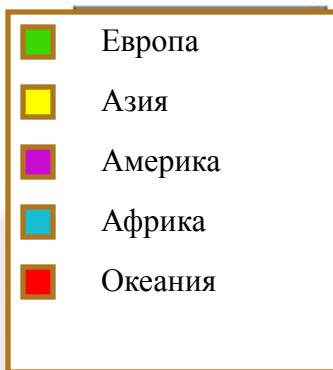 Европа
Азия
Америка
Африка
Океания